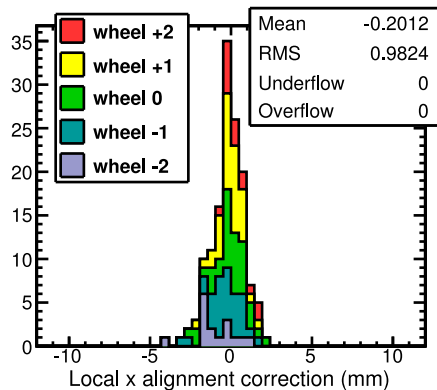 wheel +2
wheel +1
wheel 0
wheel -1
wheel -2
Mean -0.2012
RMS 0.9824
Underflow 0
Overflow 0
35
30
25
20
15
10
5
0
-10 -5 0 5 10
Local x alignment correction (mm)